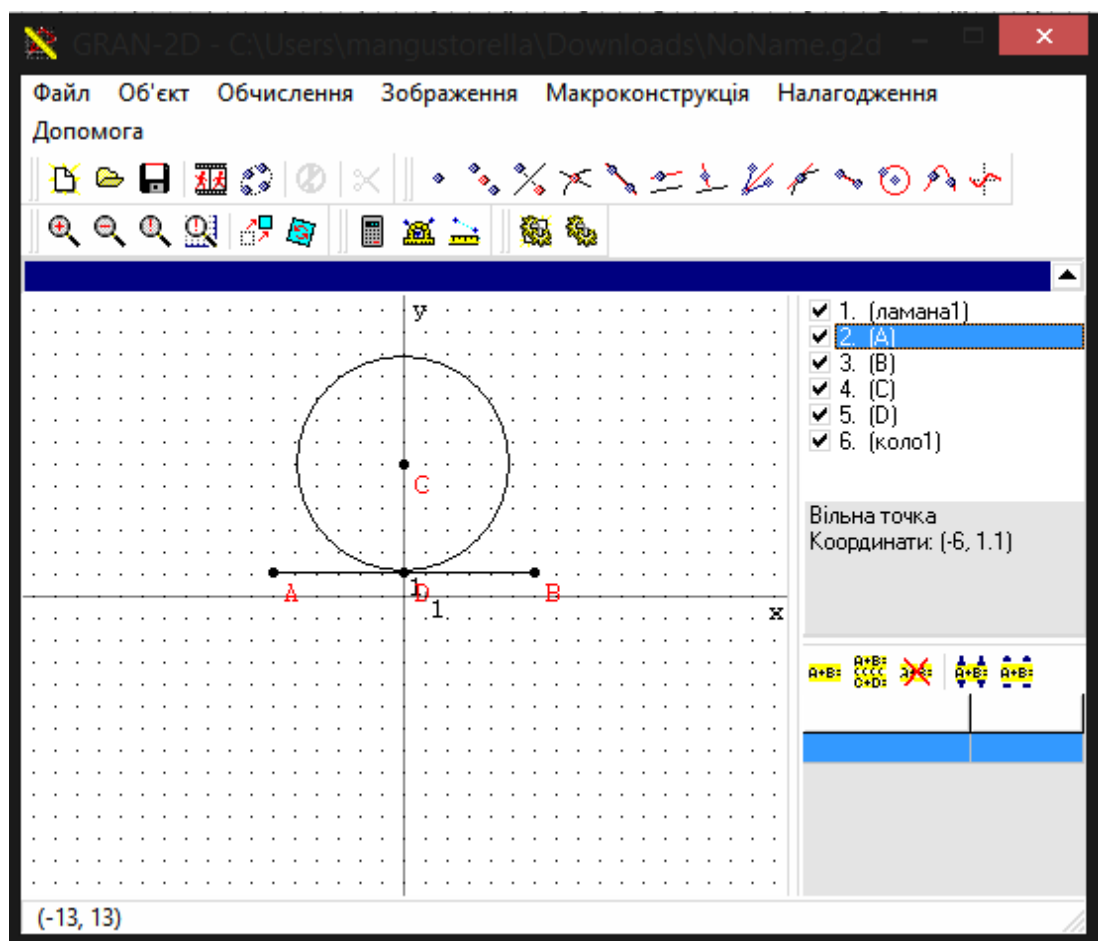 GRAN-2D - C:\Users\mangustorella\Downloads\NoName.g2d
Файл Об'єкт Обчислення Зображення Макроконструкція Налагодження
Допомога
y
C
A
D
B
1
1
x
1. (ламана1)
2. (A)
3. (B)
4. (C)
5. (D)
6. (коло1)
Вільна точка
Координати: (-6, 1.1)
A+B= A+B= C+D= A+B= A+B= A+B=
(-13, 13)